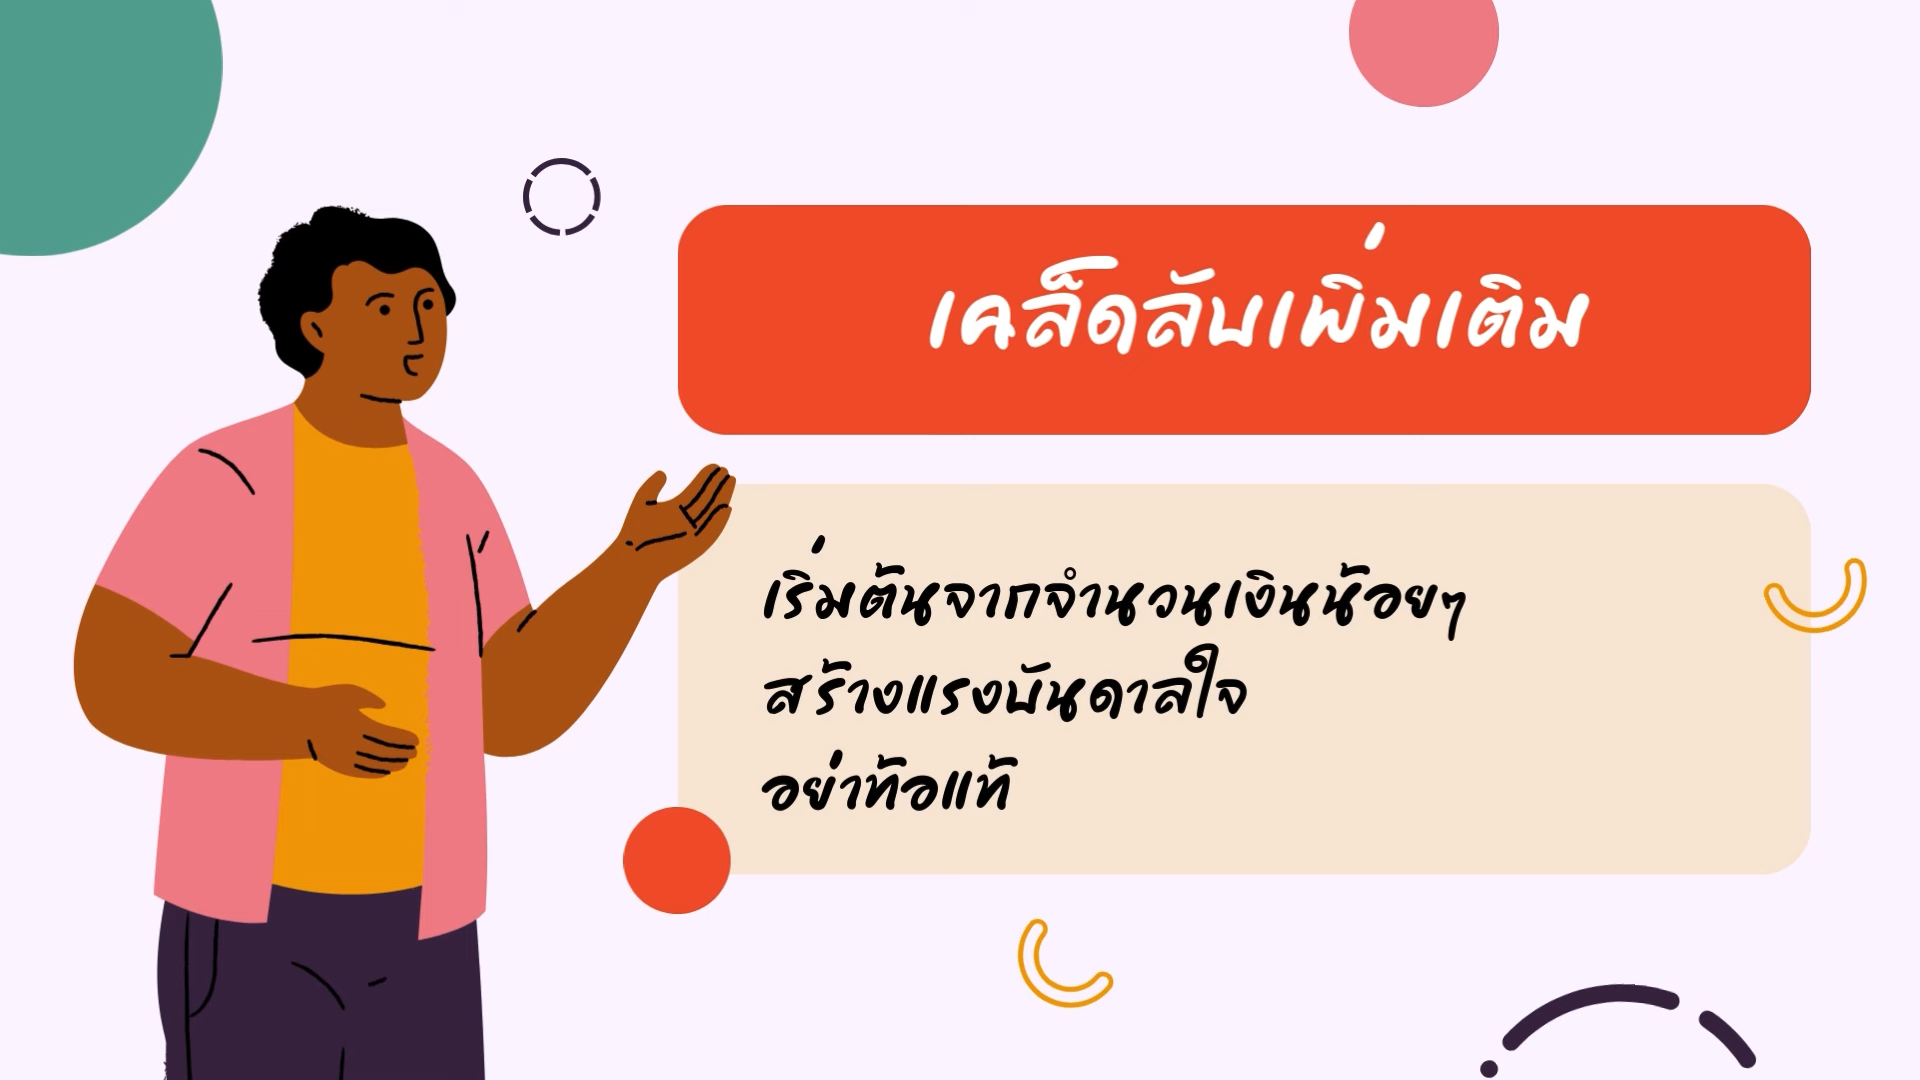 เคล็ดลับเพิ่มเติม
เริ่มต้นจากจำนวนเงินน้อยๆ
สร้างแรงบันดาลใจ
อย่าท้อแท้